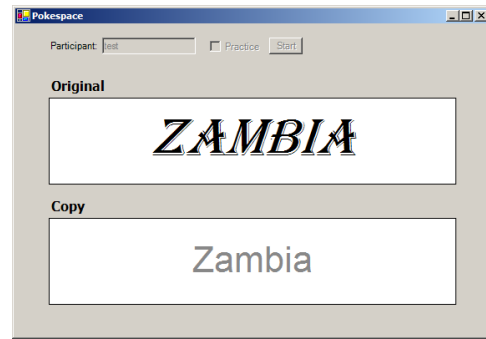 Pokespace
Participant: test Practice Start
Original
ZAMBIA
Copy
Zambia